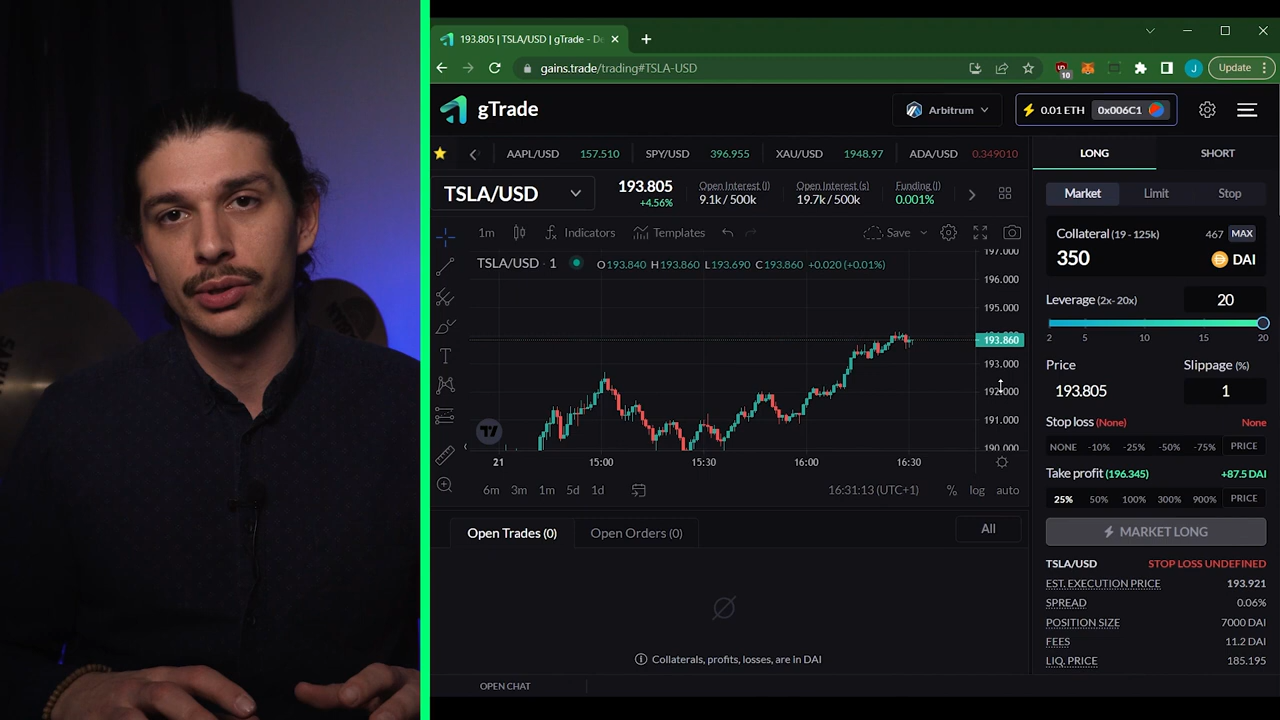 193.805 | TSLA/USD | gTrade - De
gains.trade/trading#TSLA-USD
10
J
Update
gTrade
Arbitrum
0.01 ETH
0x006C1
AAPL/USD 157.510 SPY/USD 396.955 XAU/USD 1948.97 ADA/USD 0.349010
TSLA/USD
193.805
+4.56%
Open Interest (l)
9.1k / 500k
Open Interest (s)
19.7k / 500k
Funding (l)
0.001%
1m
Indicators
Templates
Save
TSLA/USD · 1
O193.840 H193.860 L193.690 C193.860 +0.020 (+0.01%)
197.000
196.000
195.000
193.860
193.000
192.000
191.000
190.000
21 15:00 15:30 16:00 16:30
6m 3m 1m 5d 1d
16:31:13 (UTC+1)
% log auto
Open Trades (0)
Open Orders (0)
All
Collaterals, profits, losses, are in DAI
OPEN CHAT
LONG
SHORT
Market
Limit
Stop
Collateral (19 - 125k)
467 MAX
350
DAI
Leverage (2x- 20x)
20
2 5 10 15 20
Price
Slippage (%)
193.805
1
Stop loss (None)
None
NONE -10% -25% -50% -75% PRICE
Take profit (196.345)
+87.5 DAI
25% 50% 100% 300% 900% PRICE
MARKET LONG
TSLA/USD STOP LOSS UNDEFINED
EST. EXECUTION PRICE 193.921
SPREAD 0.06%
POSITION SIZE 7000 DAI
FEES 11.2 DAI
LIQ. PRICE 185.195